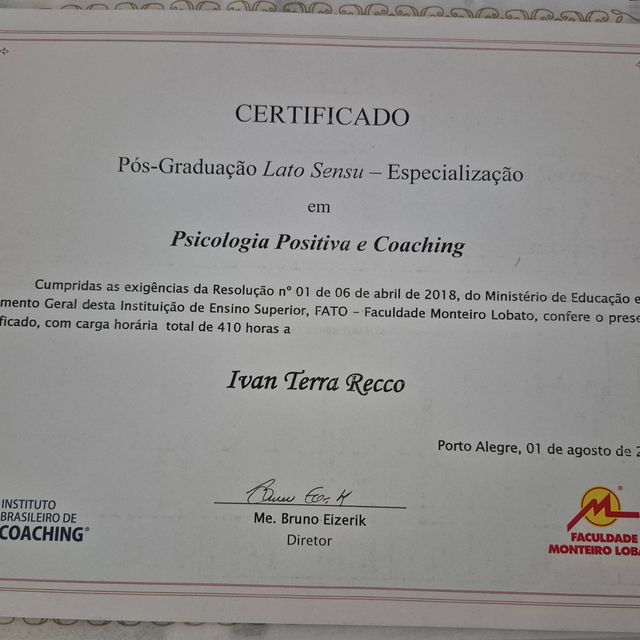 CERTIFICADO
Pós-Graduação Lato Sensu – Especialização
em
Psicologia Positiva e Coaching
Cumpridas as exigências da Resolução nº 01 de 06 de abril de 2018, do Ministério de Educação e
mento Geral desta Instituição de Ensino Superior, FATO – Faculdade Monteiro Lobato, confere o prese
ificado, com carga horária total de 410 horas a
Ivan Terra Recco
Porto Alegre, 01 de agosto de 2
Me. Bruno Eizerik
Diretor
INSTITUTO
BRASILEIRO DE
COACHING®
FACULDADE
MONTEIRO LOBA